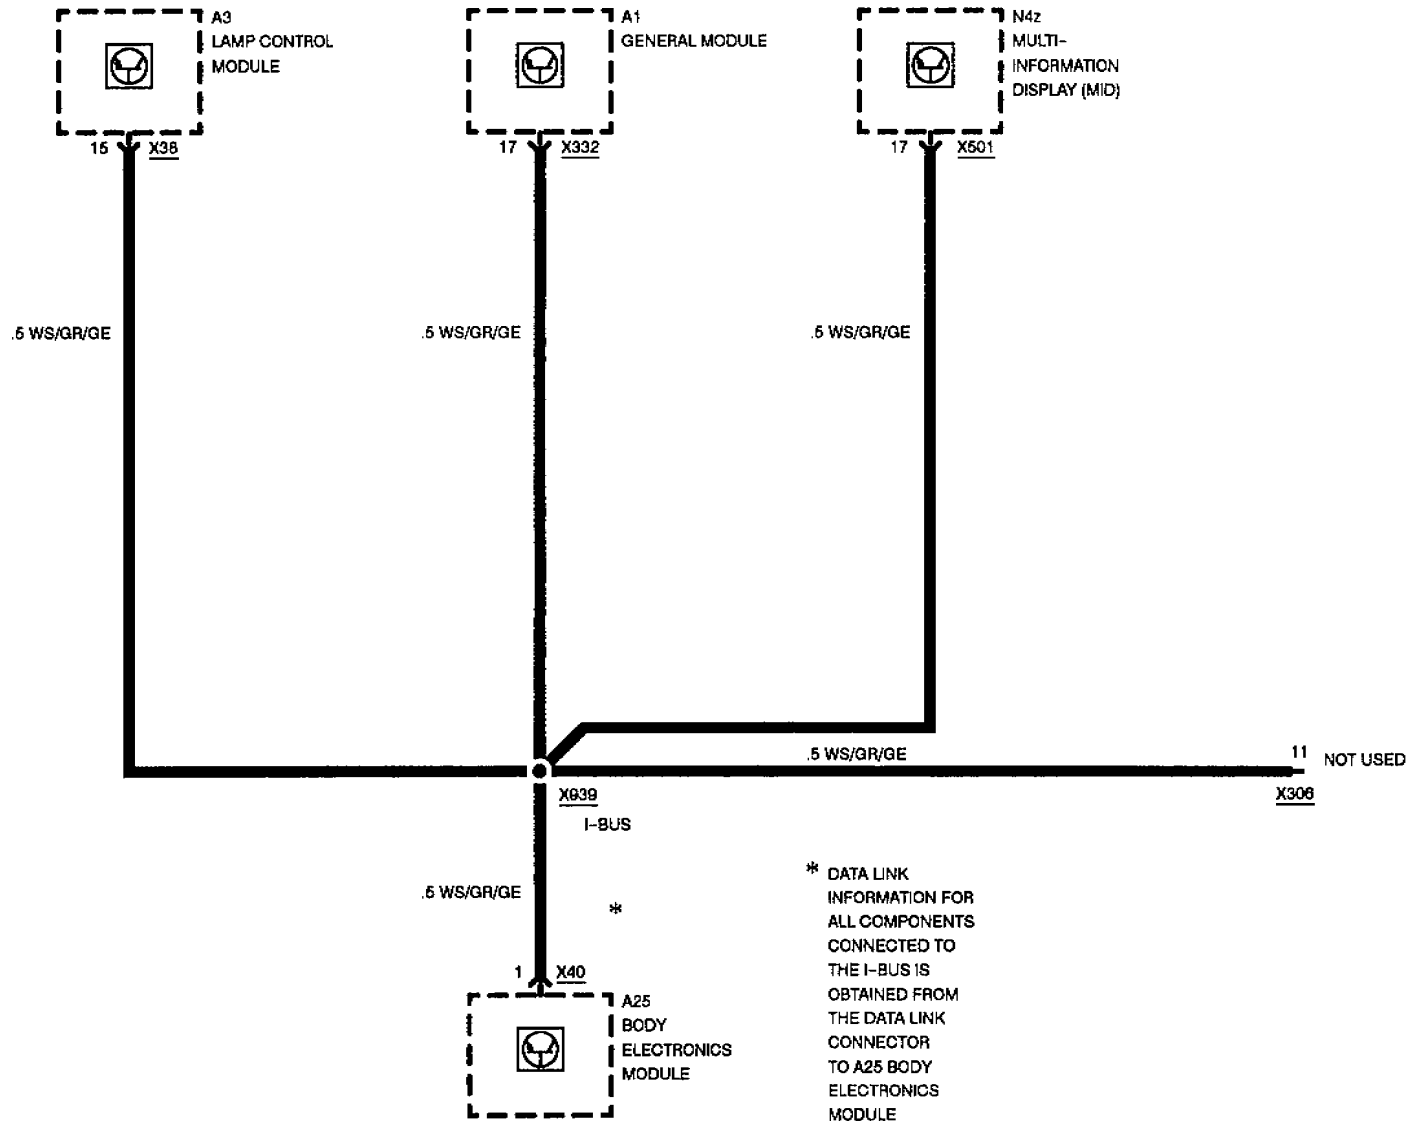 A3
LAMP CONTROL
MODULE
A1
GENERAL MODULE
N4z
MULTI-
INFORMATION
DISPLAY (MID)
15 X38
17 X332
17 X501
.5 WS/GR/GE
.5 WS/GR/GE
.5 WS/GR/GE
.5 WS/GR/GE
11
NOT USED
X306
X939
I-BUS
.5 WS/GR/GE
*
1 X40
A25
BODY
ELECTRONICS
MODULE
* DATA LINK
INFORMATION FOR
ALL COMPONENTS
CONNECTED TO
THE I-BUS IS
OBTAINED FROM
THE DATA LINK
CONNECTOR
TO A25 BODY
ELECTRONICS
MODULE